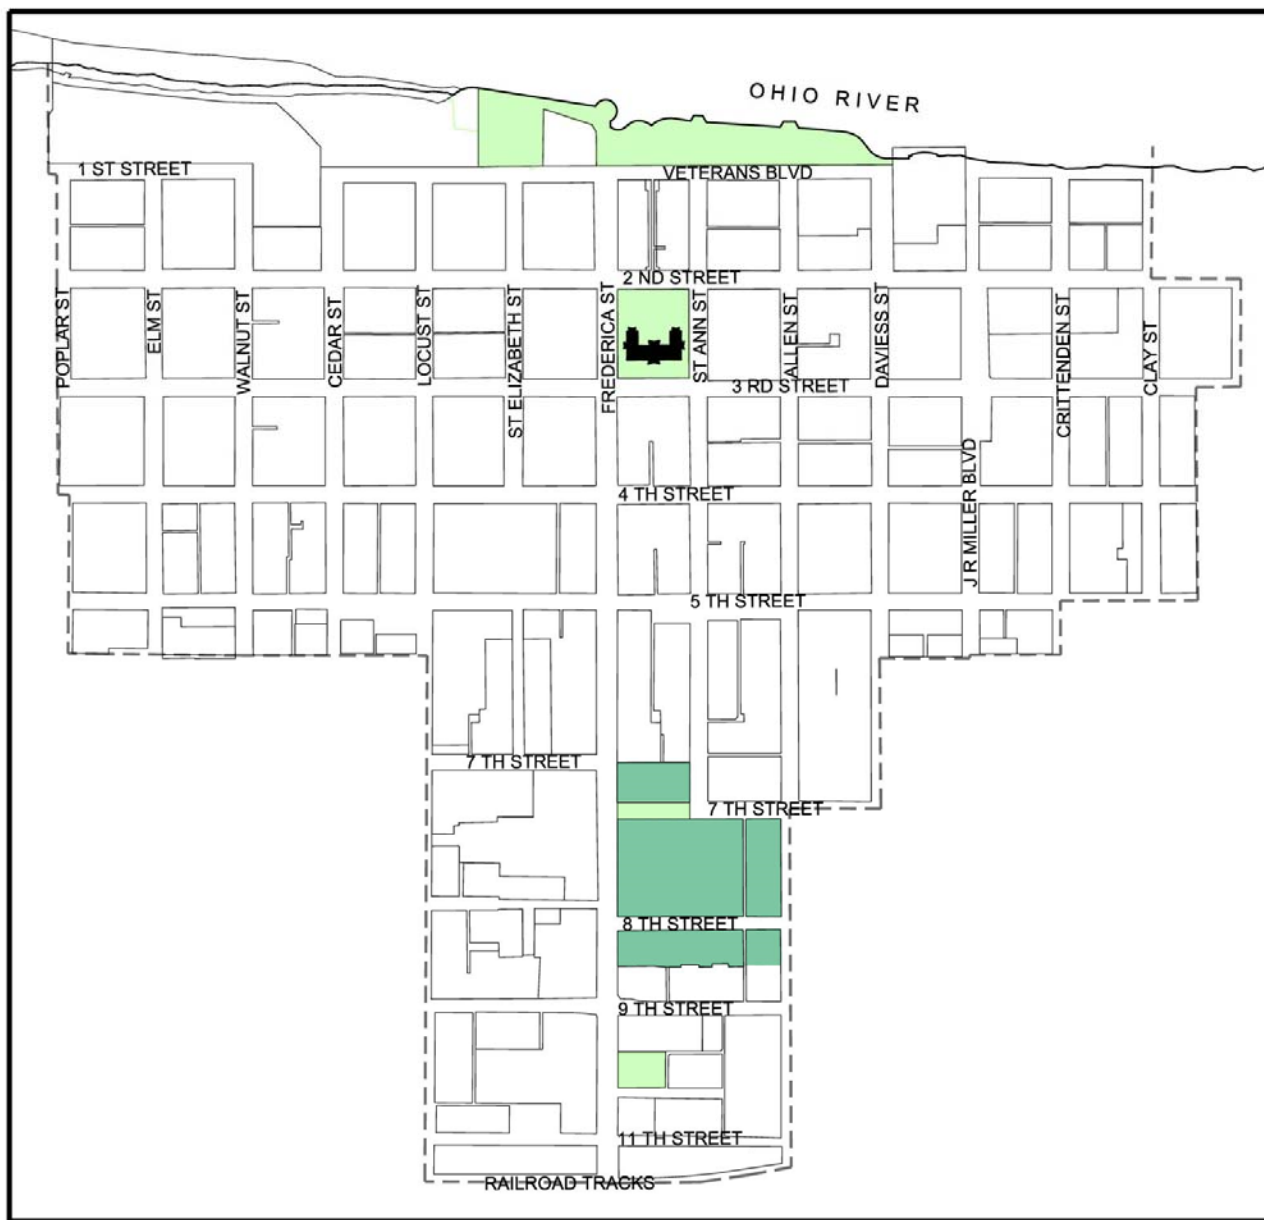 OHIO RIVER
1 ST STREET
VETERANS BLVD
2 ND STREET
POPLAR ST
ELM ST
WALNUT ST
CEDAR ST
LOCUST ST
ST ELIZABETH ST
FREDERICA ST
ST ANN ST
ALLEN ST
DAVIESS ST
CRITTENDEN ST
CLAY ST
3 RD STREET
J R MILLER BLVD
4 TH STREET
5 TH STREET
7 TH STREET
7 TH STREET
8 TH STREET
9 TH STREET
11 TH STREET
RAILROAD TRACKS